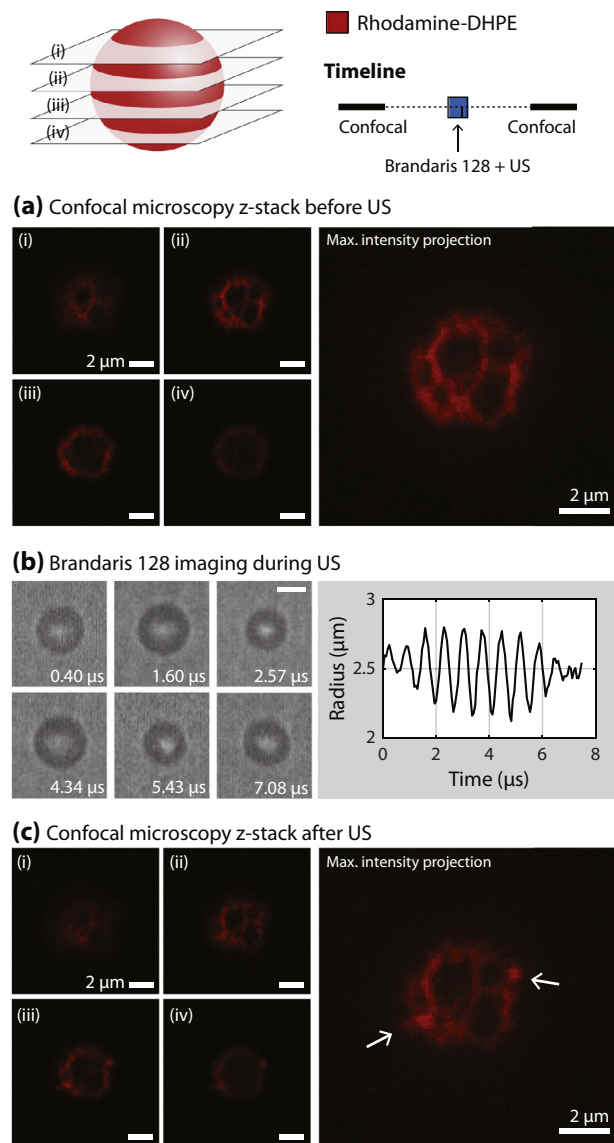 (i)
(ii)
(iii)
(iv)
Rhodamine-DHPE
Timeline
Confocal
Confocal
Brandaris 128 + US
(a) Confocal microscopy z-stack before US
(i)
2 µm
(ii)
(iii)
(iv)
Max. intensity projection
2 µm
(b) Brandaris 128 imaging during US
0.40 µs
1.60 µs
2.57 µs
4.34 µs
5.43 µs
7.08 µs
Radius (µm)
3
2.5
2
0 2 4 6 8
Time (µs)
(c) Confocal microscopy z-stack after US
(i)
2 µm
(ii)
(iii)
(iv)
Max. intensity projection
2 µm